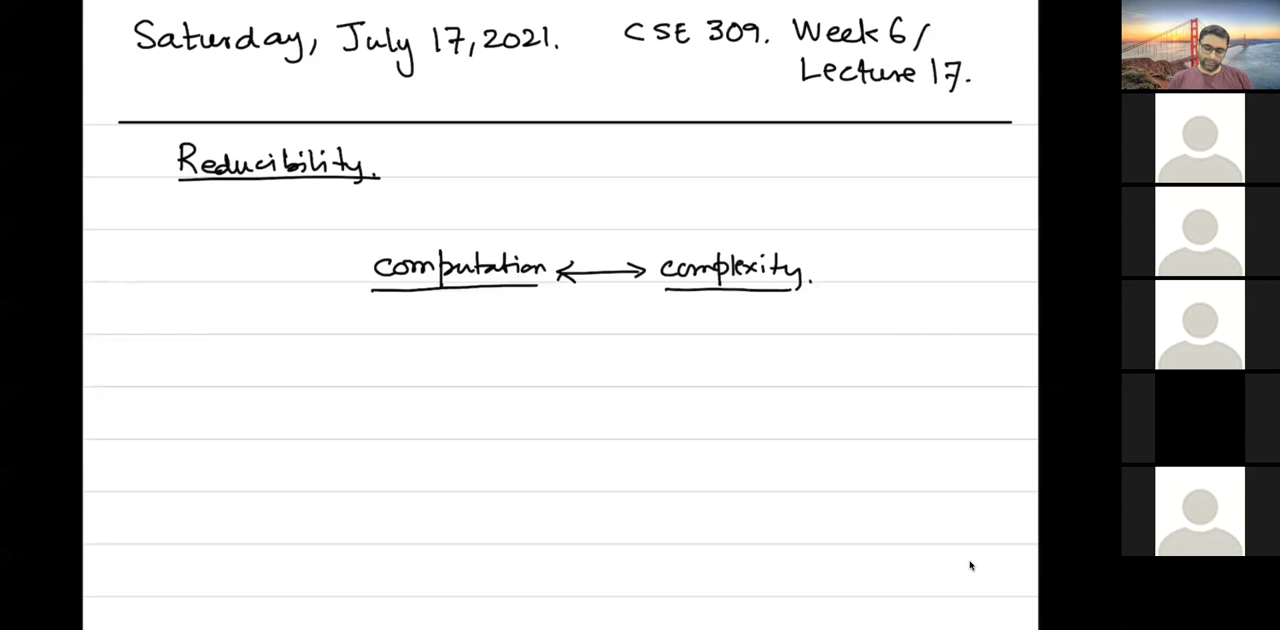 Saturday, July 17, 2021. CSE 309. Week 6/
Lecture 17.
Reducibility.
computation ⟷ complexity.